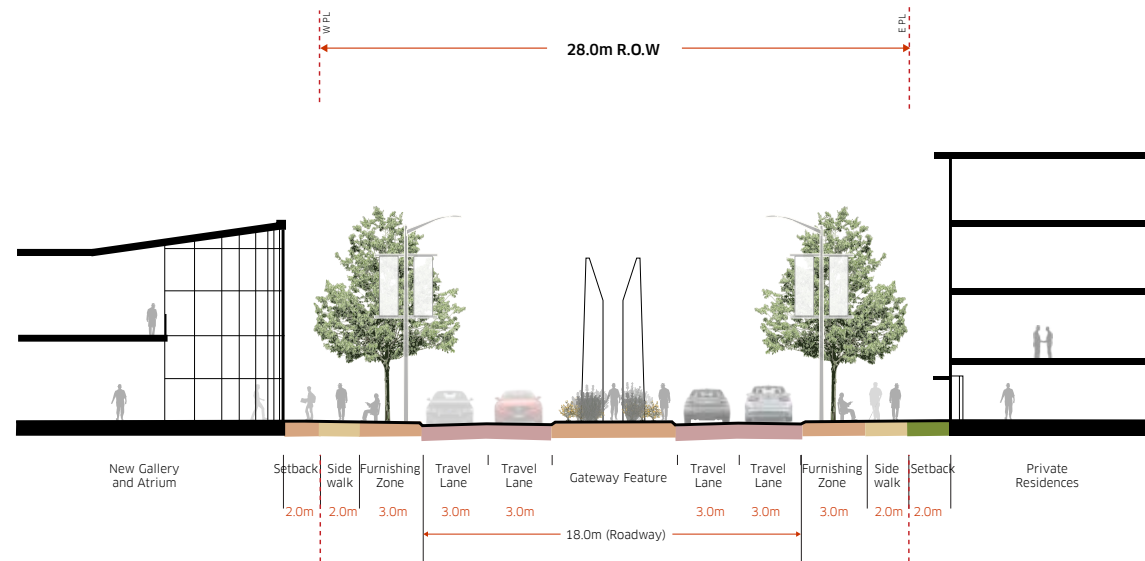 W PL
E PL
28.0m R.O.W
New Gallery
and Atrium
Setback
Side
walk
Furnishing
Zone
Travel
Lane
Travel
Lane
Gateway Feature
Travel
Lane
Travel
Lane
Furnishing
Zone
Side
walk
Setback
Private
Residences
2.0m
2.0m
3.0m
3.0m
3.0m
3.0m
3.0m
3.0m
2.0m
2.0m
18.0m (Roadway)